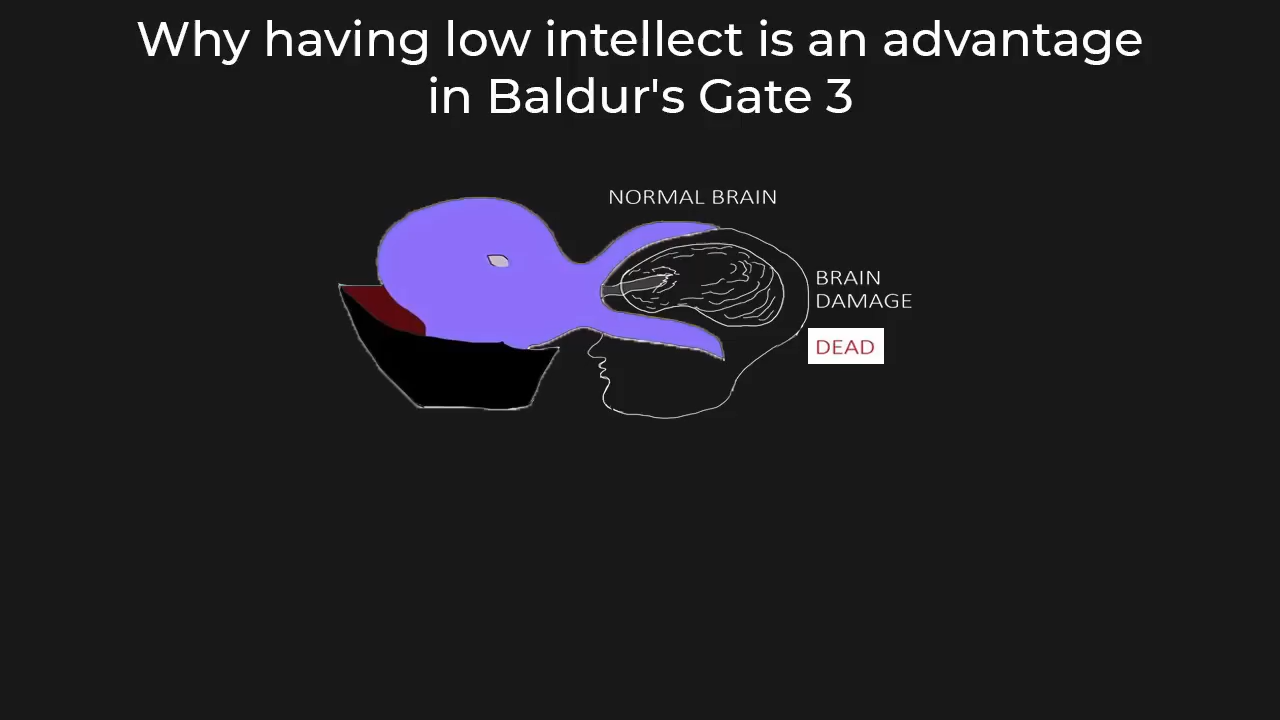 Why having low intellect is an advantage
in Baldur's Gate 3
NORMAL BRAIN
BRAIN
DAMAGE
DEAD